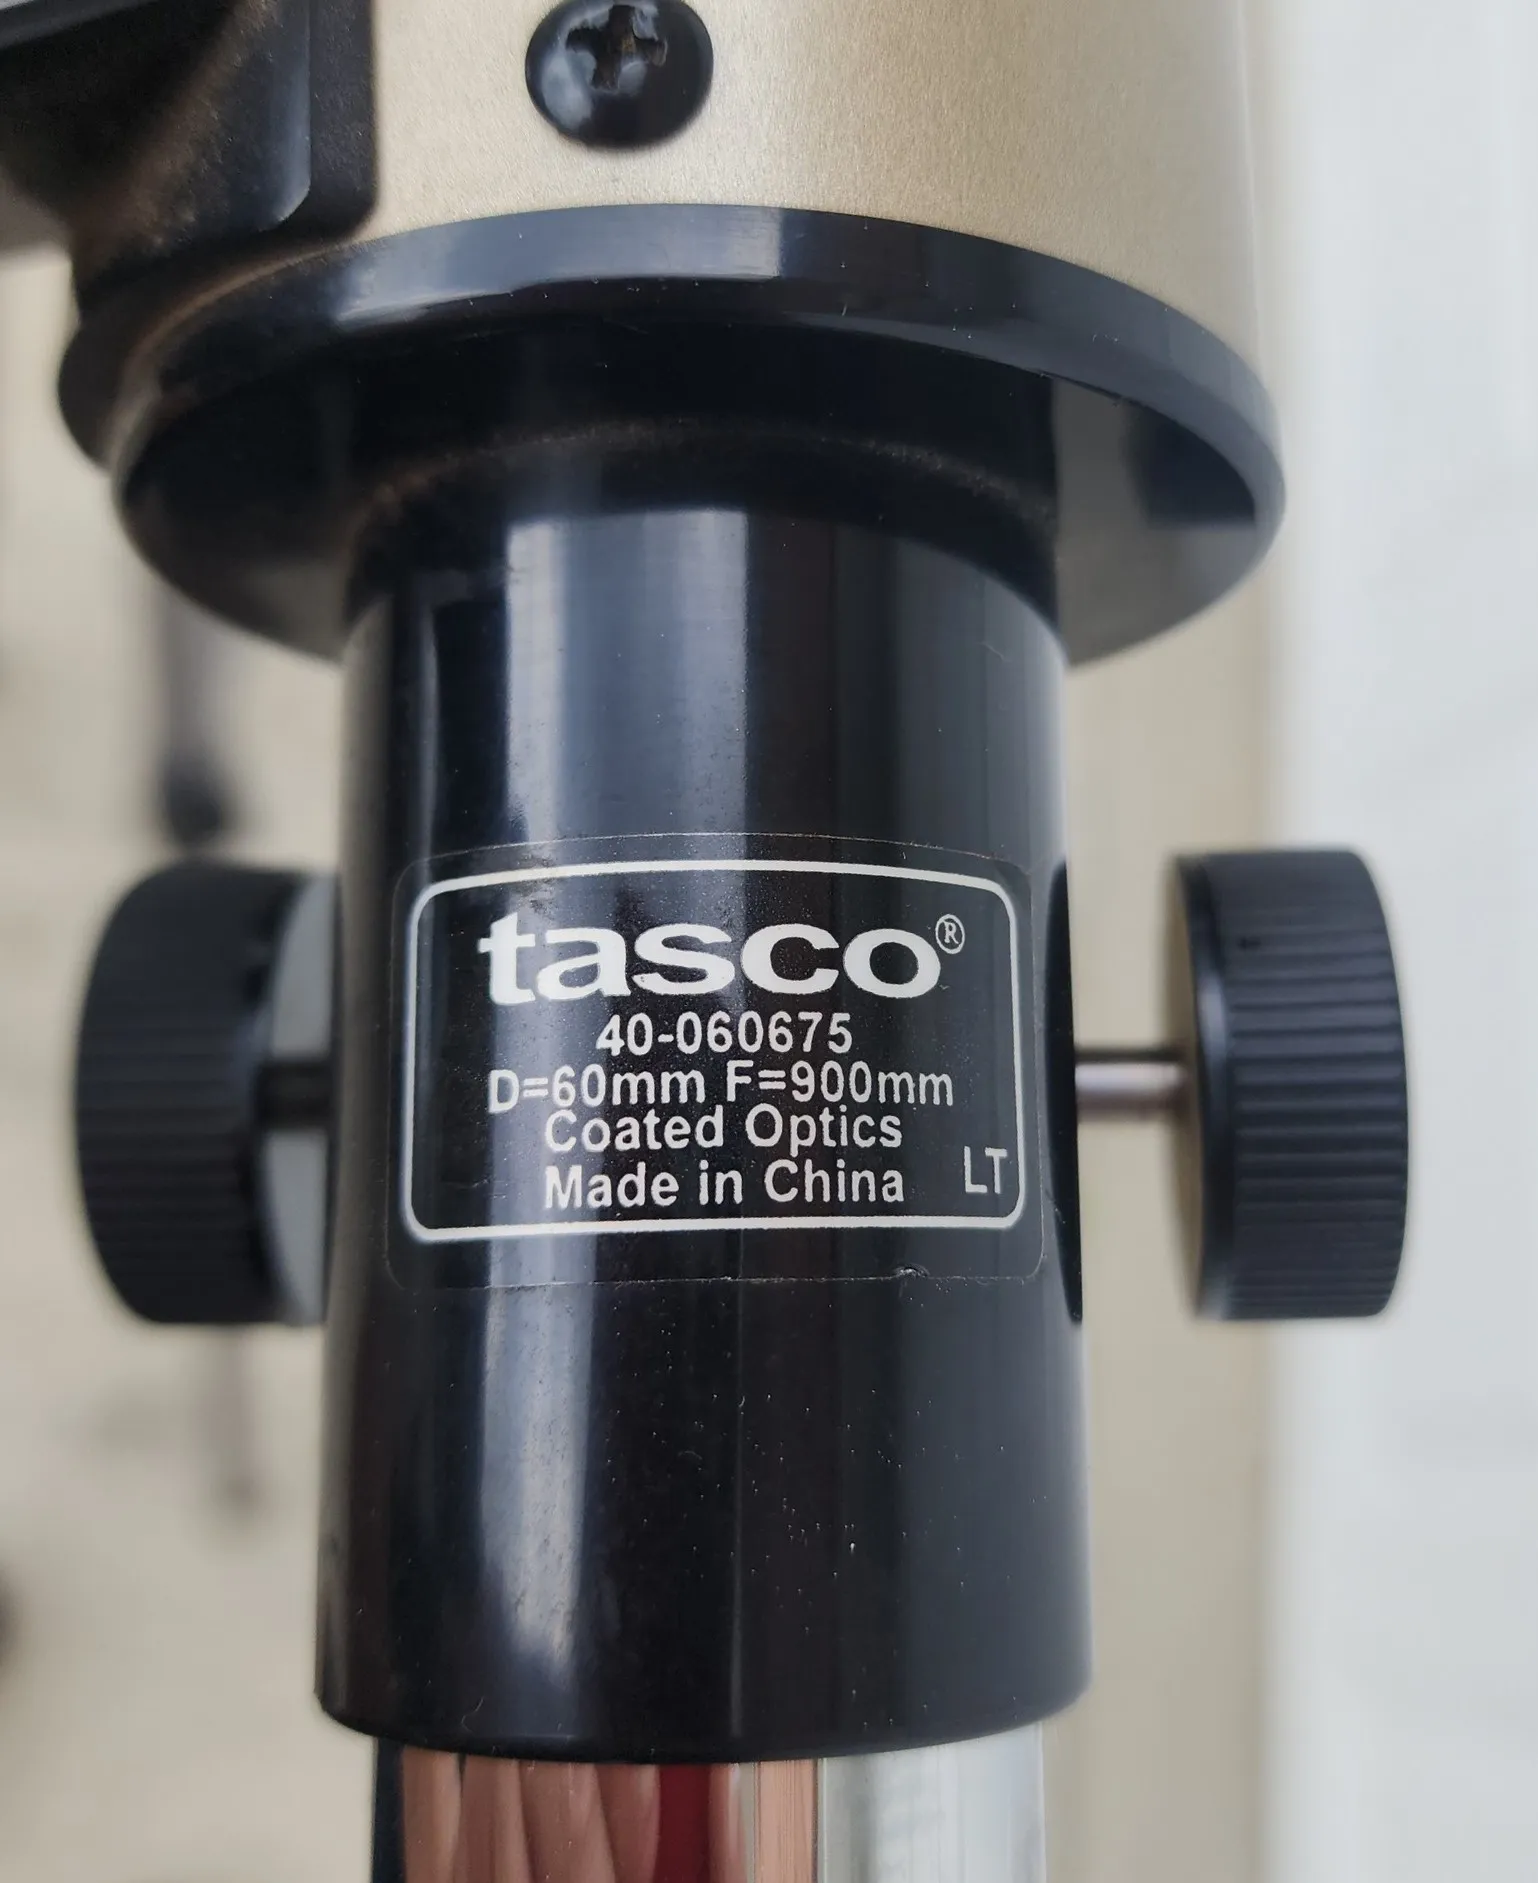 tasco®
40-060675
D=60mm F=900mm
Coated Optics
Made in China
LT